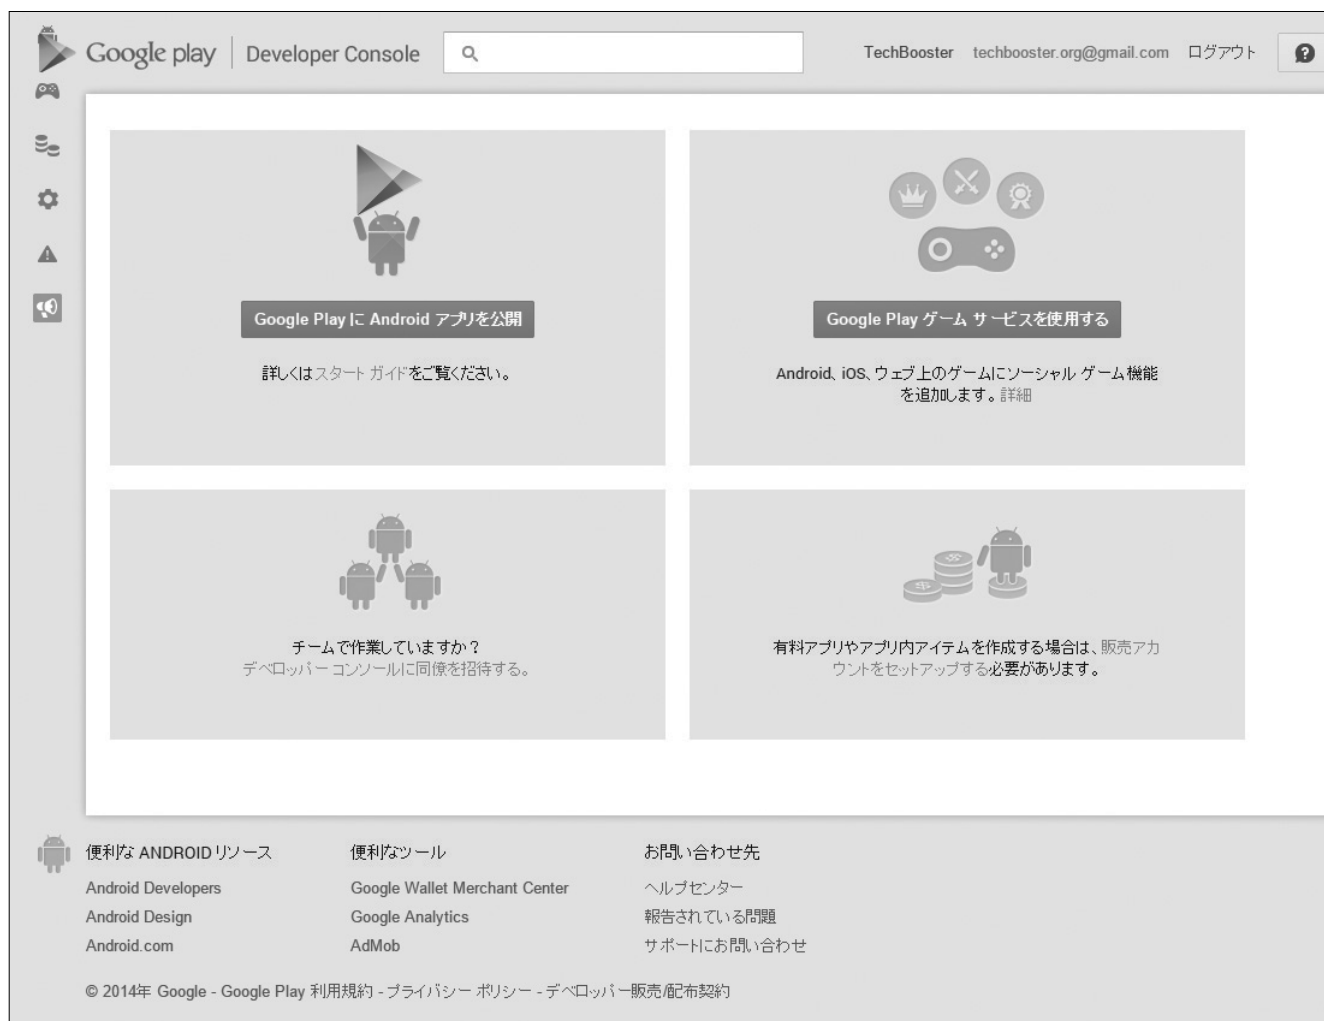 Google play Developer Console
TechBooster techbooster.org@gmail.com ログアウト
Google Play に Android アプリを公開
詳しくはスタート ガイドをご覧ください。
Google Play ゲーム サービスを使用する
Android、iOS、ウェブ上のゲームにソーシャル ゲーム機能
を追加します。詳細
チームで作業していますか？
デベロッパー コンソールに同僚を招待する。
有料アプリやアプリ内アイテムを作成する場合は、販売アカ
ウントをセットアップする必要があります。
便利な ANDROID リソース
Android Developers
Android Design
Android.com
便利なツール
Google Wallet Merchant Center
Google Analytics
AdMob
お問い合わせ先
ヘルプセンター
報告されている問題
サポートにお問い合わせ
© 2014年 Google - Google Play 利用規約 - プライバシー ポリシー - デベロッパー販売/配布契約